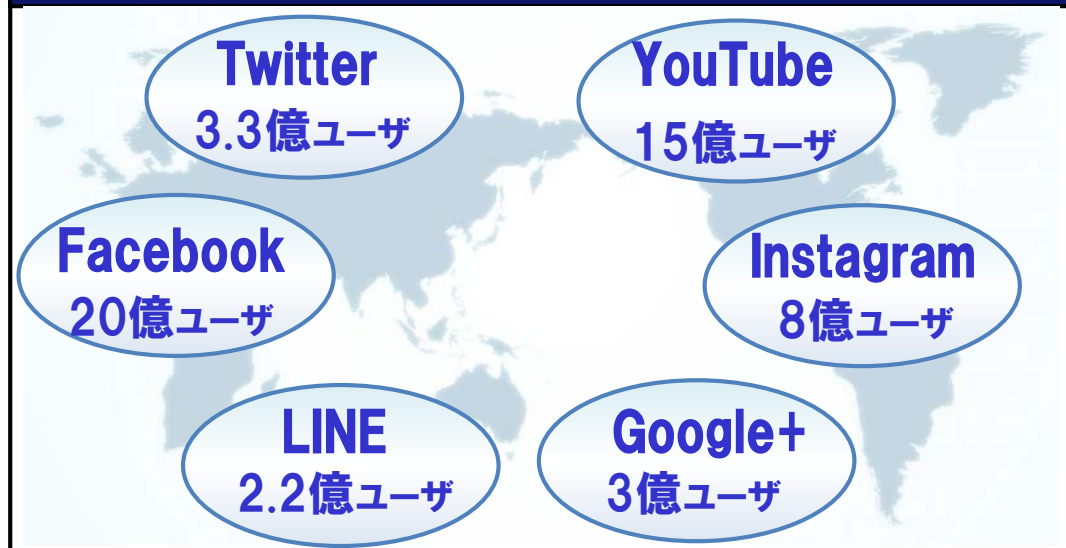 Twitter
3.3億ユーザ
YouTube
15億ユーザ
Facebook
20億ユーザ
Instagram
8億ユーザ
LINE
2.2億ユーザ
Google+
3億ユーザ